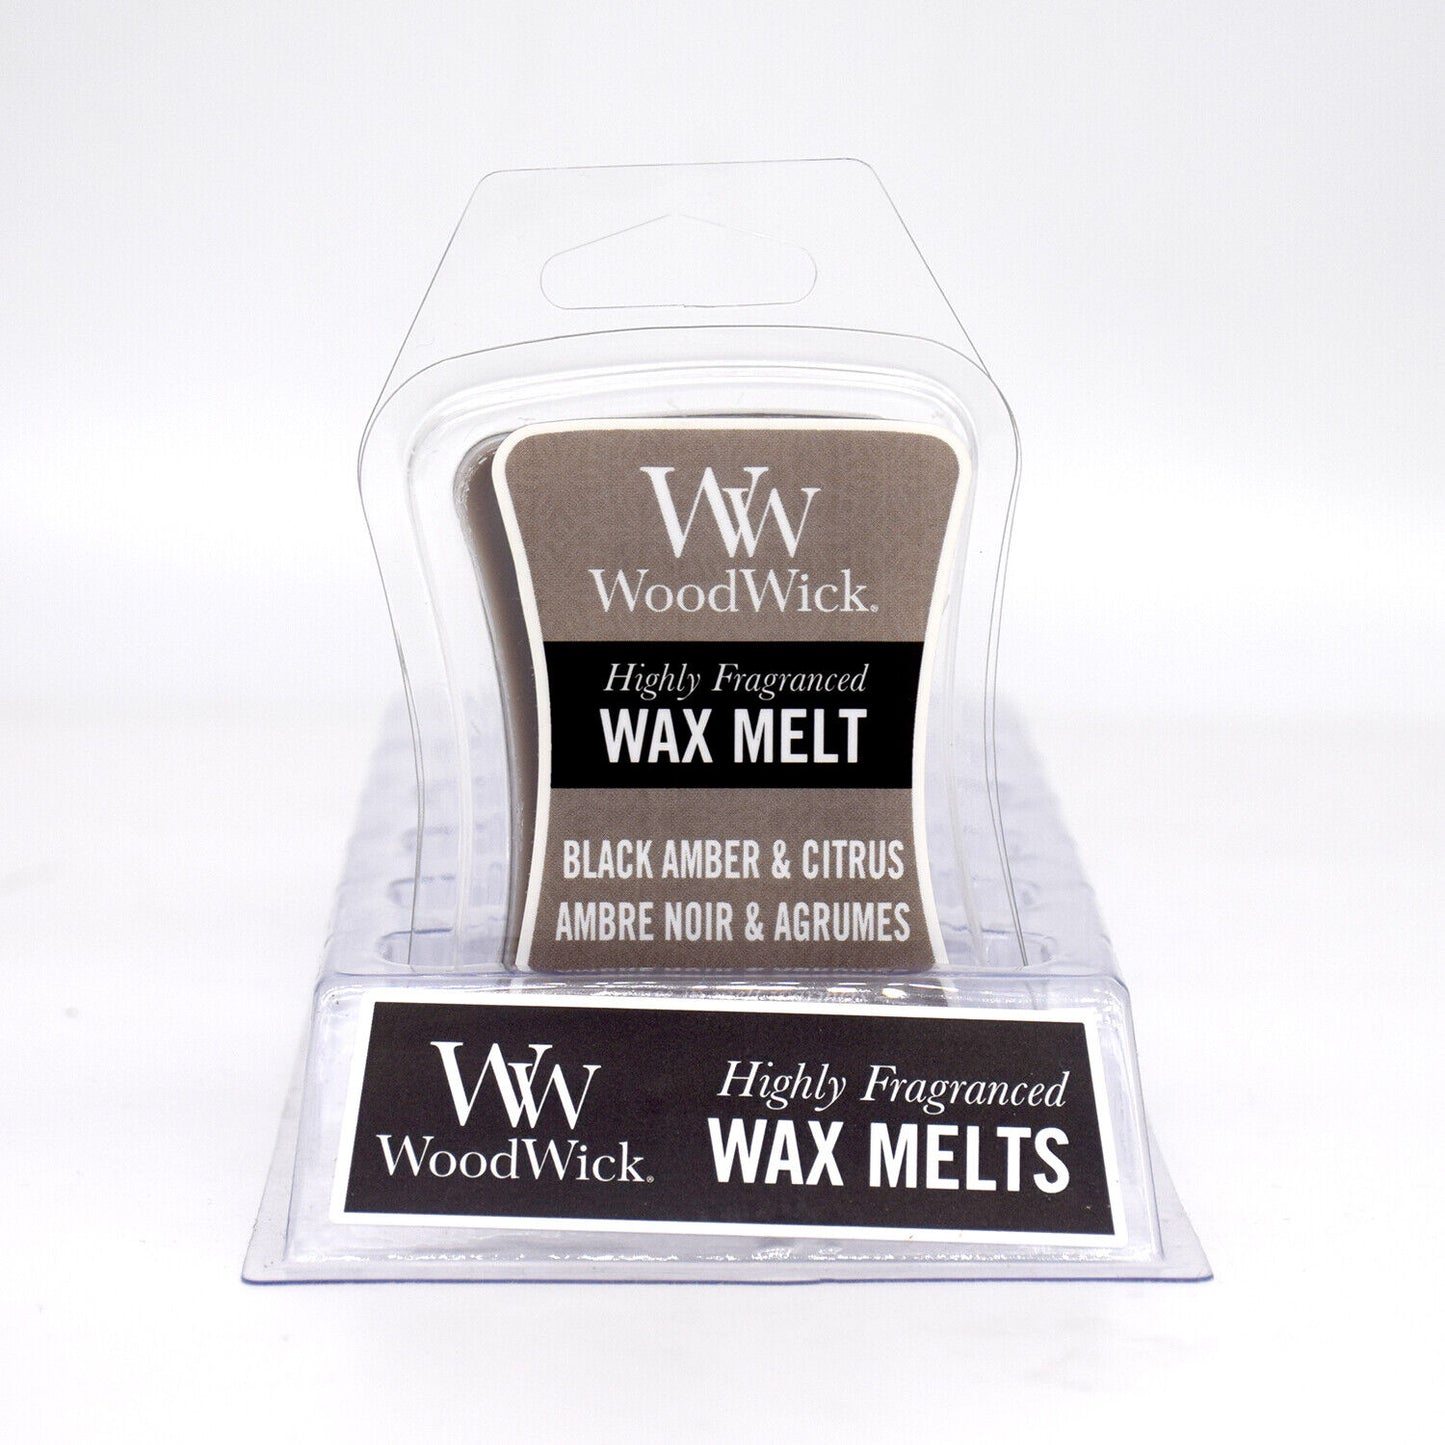 WW
WoodWick®
Highly Fragranced
WAX MELT
BLACK AMBER & CITRUS
AMBRE NOIR & AGRUMES
WW
WoodWick®
Highly Fragranced
WAX MELTS